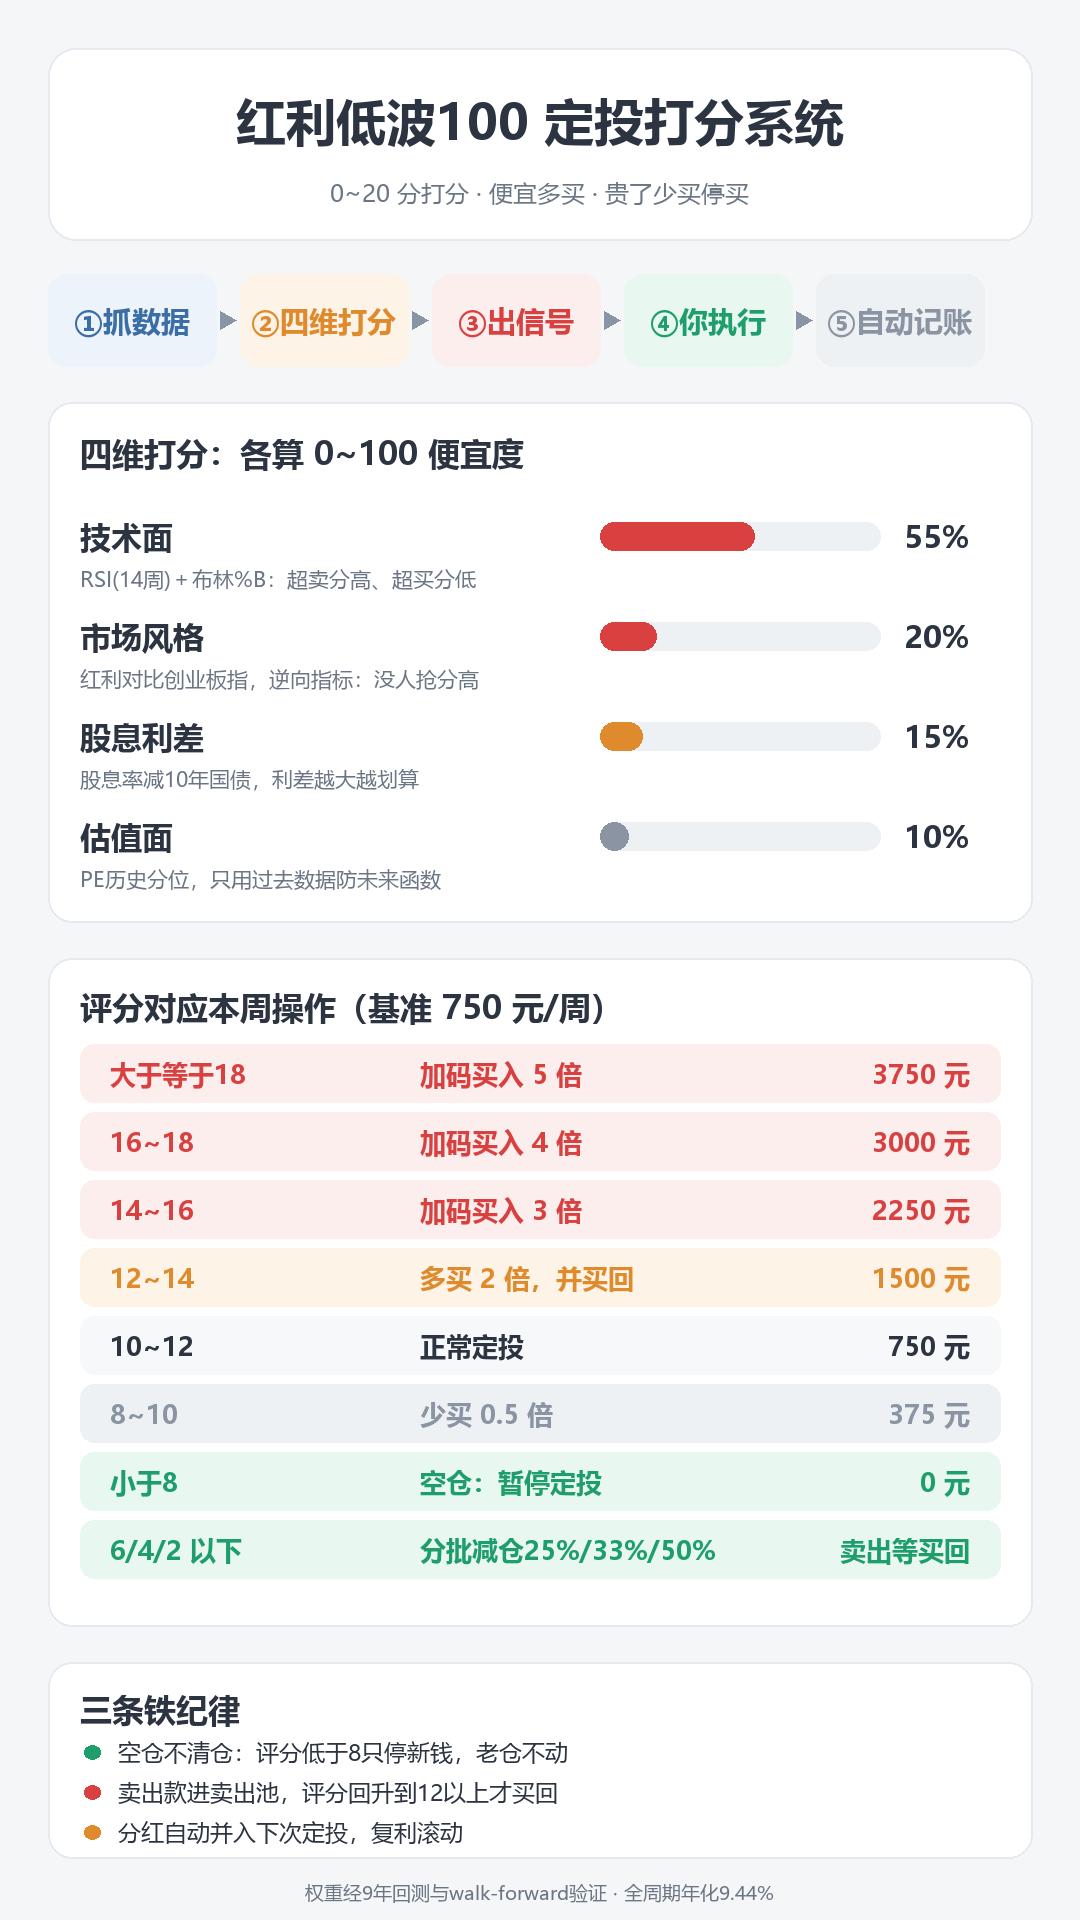 红利低波100 定投打分系统
0~20 分打分 · 便宜多买 · 贵了少买停买
①抓数据 ②四维打分 ③出信号 ④你执行 ⑤自动记账
四维打分：各算 0~100 便宜度
技术面 55%
RSI(14周)＋布林%B：超卖分高、超买分低
市场风格 20%
红利对比创业板指，逆向指标：没人抢分高
股息利差 15%
股息率减10年国债，利差越大越划算
估值面 10%
PE历史分位，只用过去数据防未来函数
评分对应本周操作（基准 750 元/周）
大于等于18 加码买入 5 倍 3750 元
16~18 加码买入 4 倍 3000 元
14~16 加码买入 3 倍 2250 元
12~14 多买 2 倍，并买回 1500 元
10~12 正常定投 750 元
8~10 少买 0.5 倍 375 元
小于8 空仓：暂停定投 0 元
6/4/2 以下 分批减仓25%/33%/50% 卖出等买回
三条铁纪律
空仓不清仓：评分低于8只停新钱，老仓不动
卖出款进卖出池，评分回升到12以上才买回
分红自动并入下次定投，复利滚动
权重经9年回测与walk-forward验证 · 全周期年化9.44%